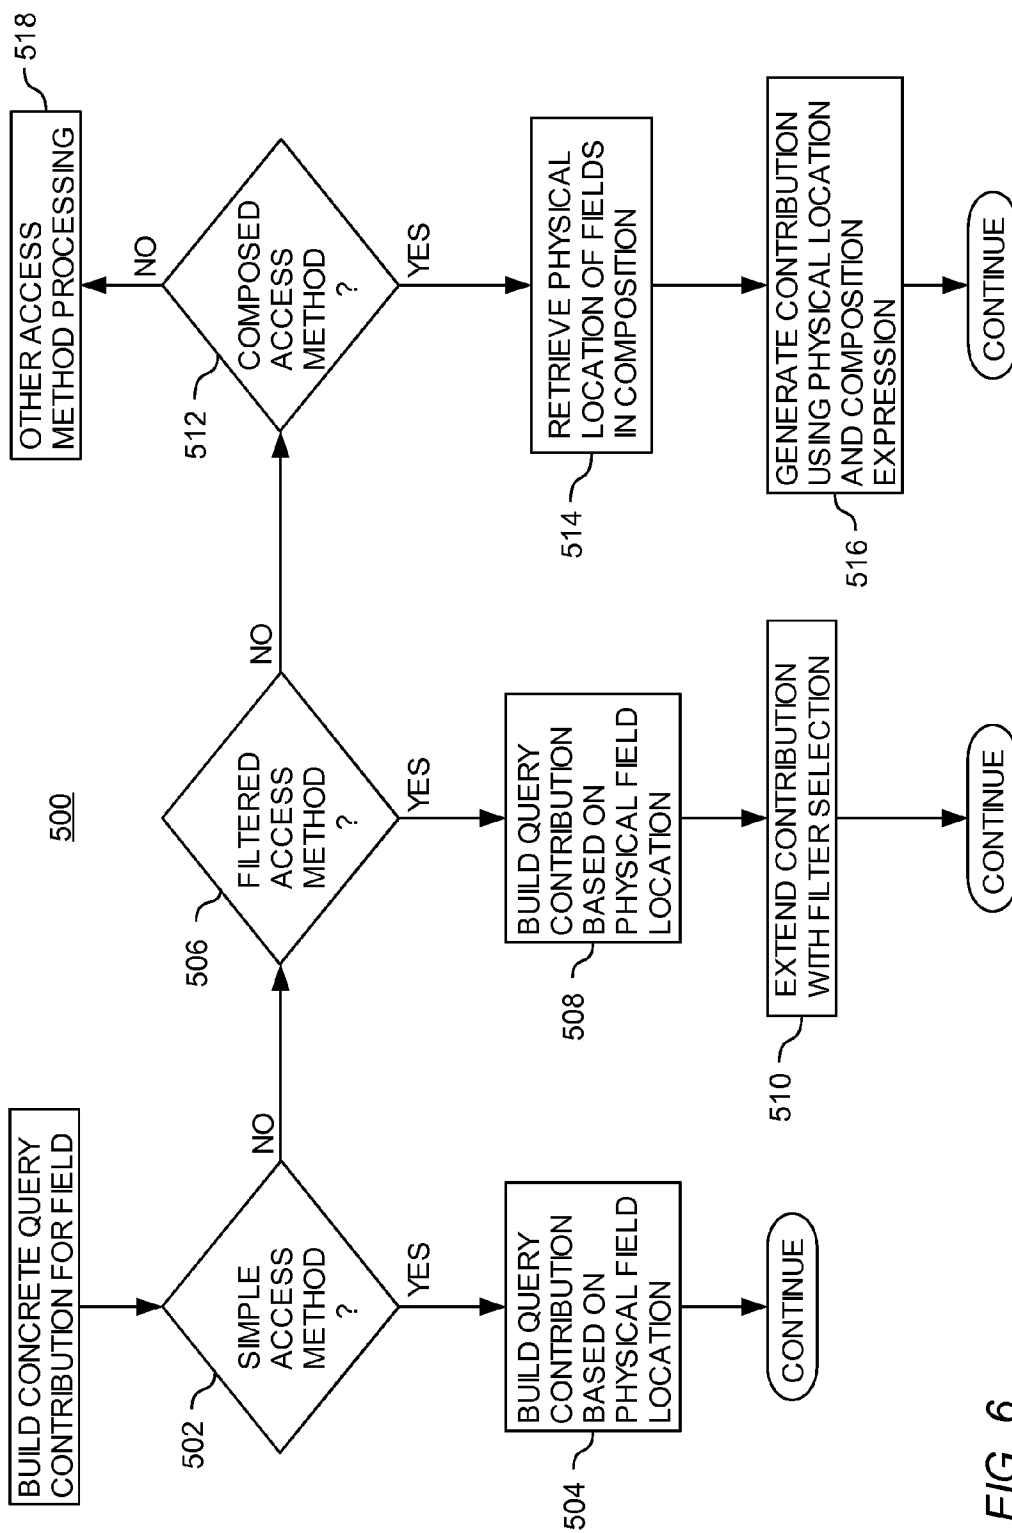 500
BUILD CONCRETE QUERY
CONTRIBUTION FOR FIELD
502
SIMPLE
ACCESS
METHOD
?
NO
YES
504
BUILD QUERY
CONTRIBUTION
BASED ON
PHYSICAL FIELD
LOCATION
CONTINUE
506
FILTERED
ACCESS
METHOD
?
NO
YES
508
BUILD QUERY
CONTRIBUTION
BASED ON
PHYSICAL FIELD
LOCATION
510
EXTEND CONTRIBUTION
WITH FILTER SELECTION
CONTINUE
512
COMPOSED
ACCESS
METHOD
?
NO
YES
518
OTHER ACCESS
METHOD PROCESSING
514
RETRIEVE PHYSICAL
LOCATION OF FIELDS
IN COMPOSITION
516
GENERATE CONTRIBUTION
USING PHYSICAL LOCATION
AND COMPOSITION
EXPRESSION
CONTINUE
FIG. 6